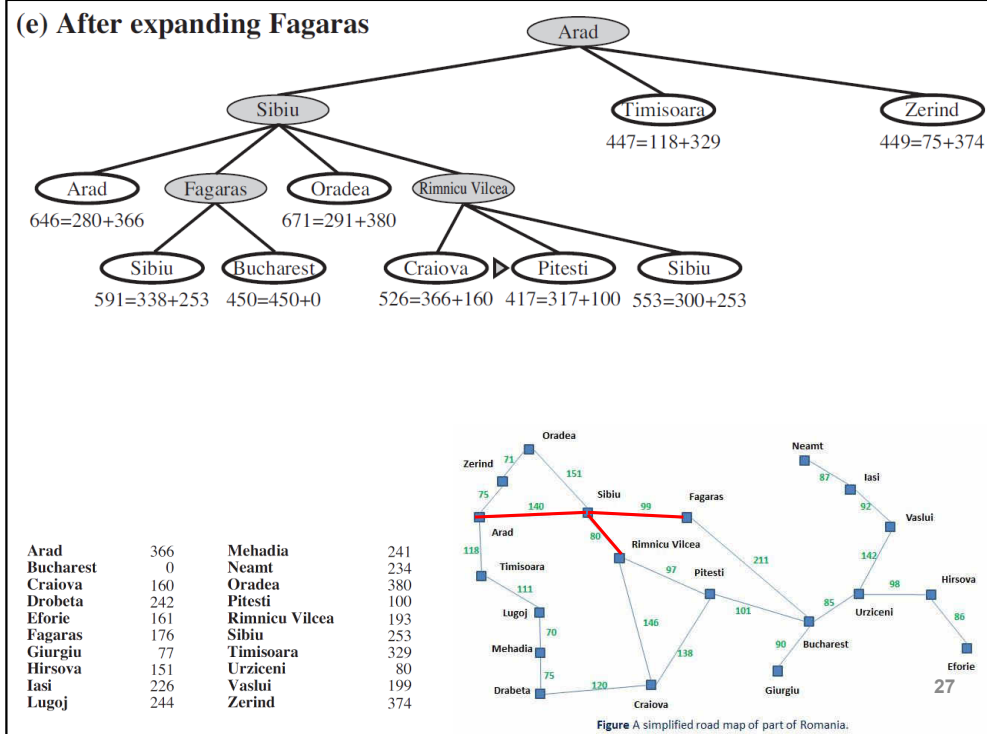 (e) After expanding Fagaras
Arad
Sibiu
Timisoara
Zerind
447=118+329
449=75+374
Arad
Fagaras
Oradea
Rimnicu Vilcea
646=280+366
671=291+380
Sibiu
Bucharest
Craiova
Pitesti
Sibiu
591=338+253
450=450+0
526=366+160
417=317+100
553=300+253
Arad 366 Mehadia 241
Bucharest 0 Neamt 234
Craiova 160 Oradea 380
Drobeta 242 Pitesti 100
Eforie 161 Rimnicu Vilcea 193
Fagaras 176 Sibiu 253
Giurgiu 77 Timisoara 329
Hirsova 151 Urziceni 80
Iasi 226 Vaslui 199
Lugoj 244 Zerind 374
Oradea
Neamt
71
Zerind
151
87
Iasi
75
Sibiu
140
99
Fagaras
92
Arad
80
Vaslui
118
Rimnicu Vilcea
211
142
Timisoara
97
Pitesti
98
Hirsova
111
101
85
Urziceni
Lugoj
146
86
70
Bucharest
Mehadia
138
90
Eforie
75
120
Giurgiu
27
Drabeta
Craiova
Figure A simplified road map of part of Romania.